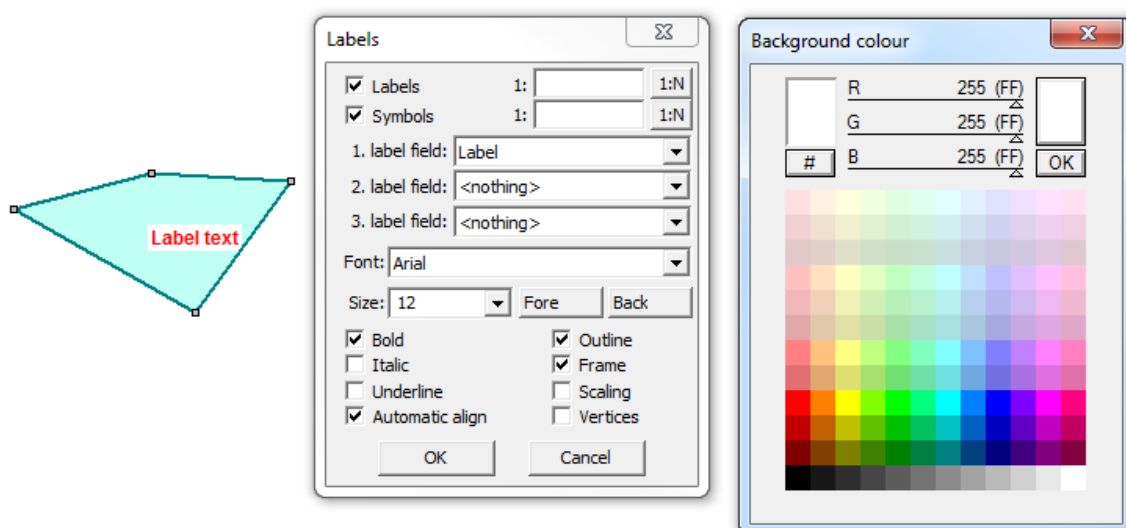 Label text
Labels
Labels 1: 1:N
Symbols 1: 1:N
1. label field: Label
2. label field: <nothing>
3. label field: <nothing>
Font: Arial
Size: 12 Fore Back
Bold Outline
Italic Frame
Underline Scaling
Automatic align Vertices
OK Cancel
Background colour
R 255 (FF)
G 255 (FF)
# B 255 (FF) OK